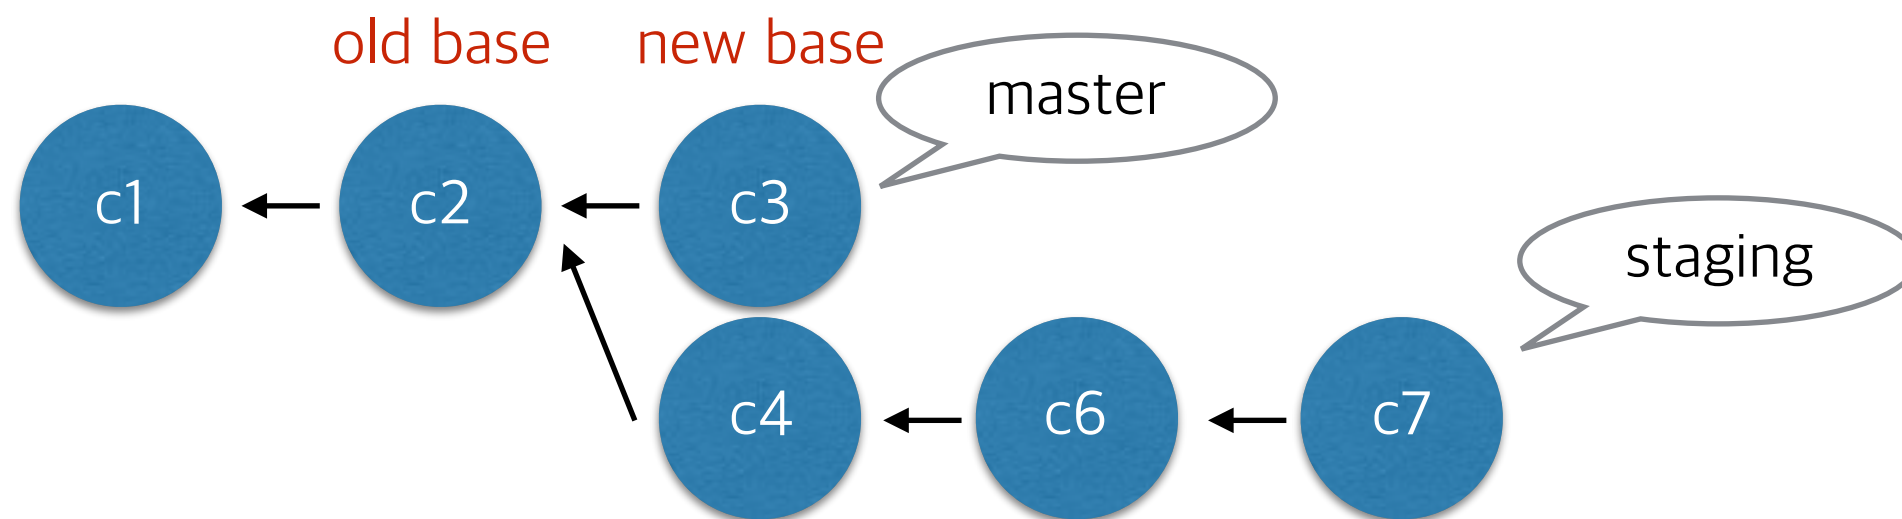 old base
new base
master
c1
c2
c3
staging
c4
c6
c7